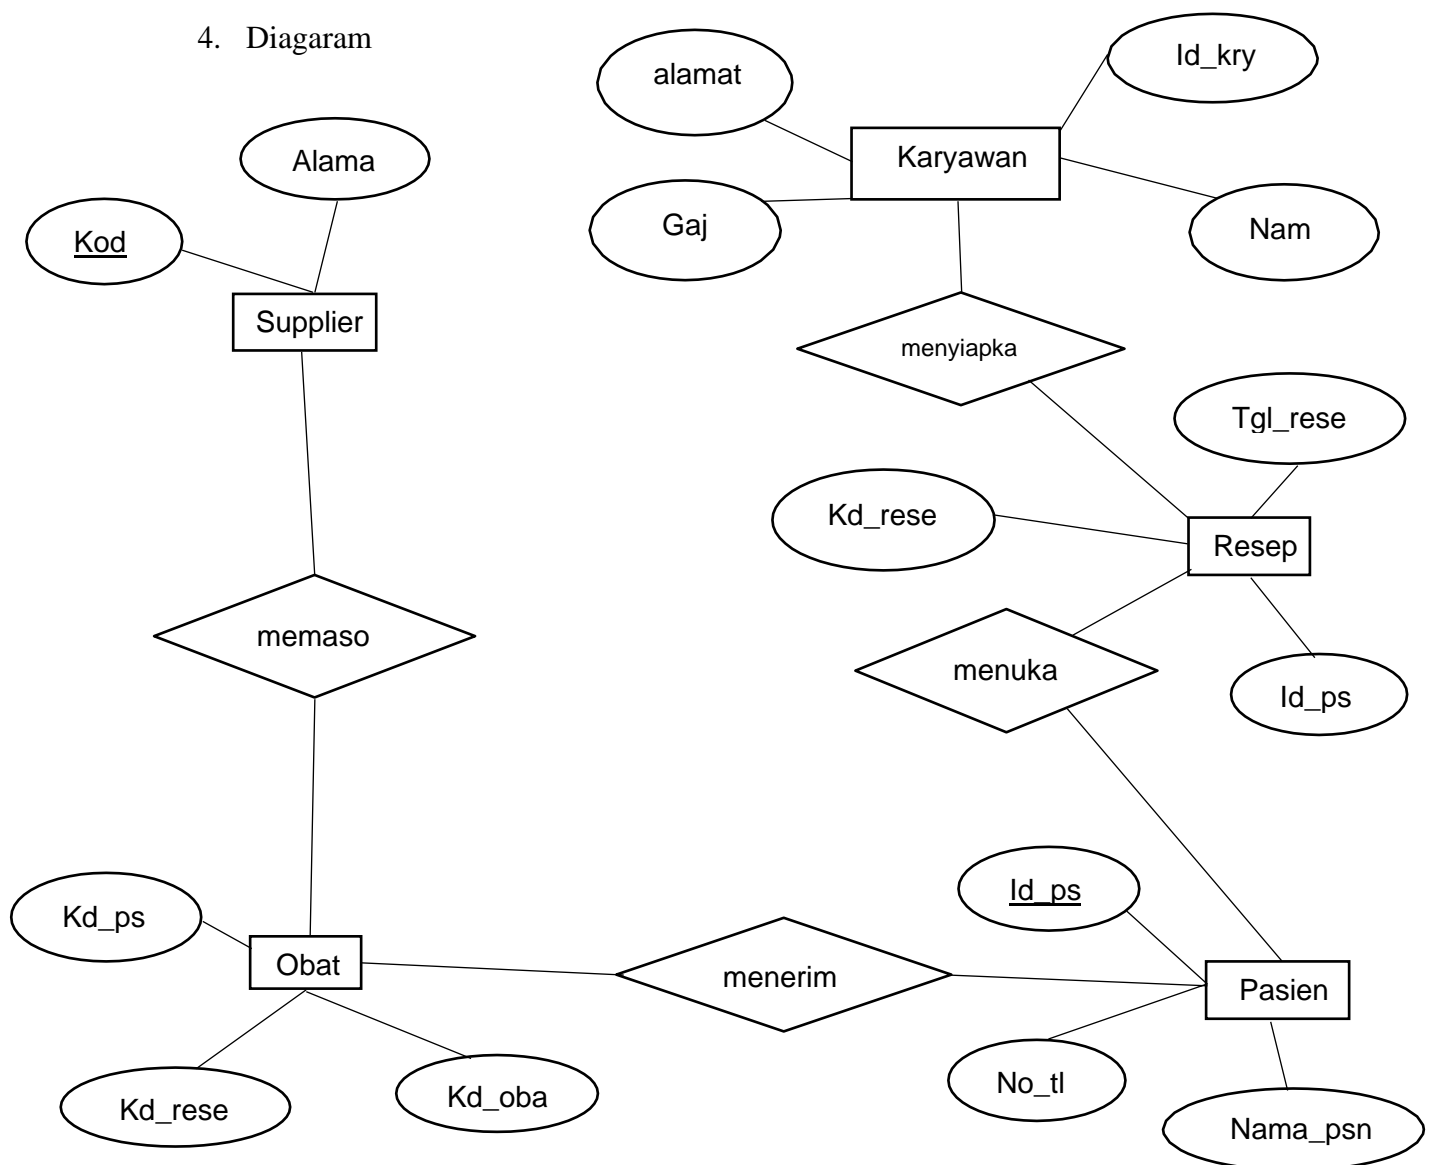 4. Diagaram
alamat
Id_kry
Karyawan
Alama
Kod
Gaj
Nam
Supplier
menyiapka
Tgl_rese
Kd_rese
Resep
memaso
menuka
Id_ps
Id_ps
Kd_ps
Obat
menerim
Pasien
No_tl
Kd_rese
Kd_oba
Nama_psn